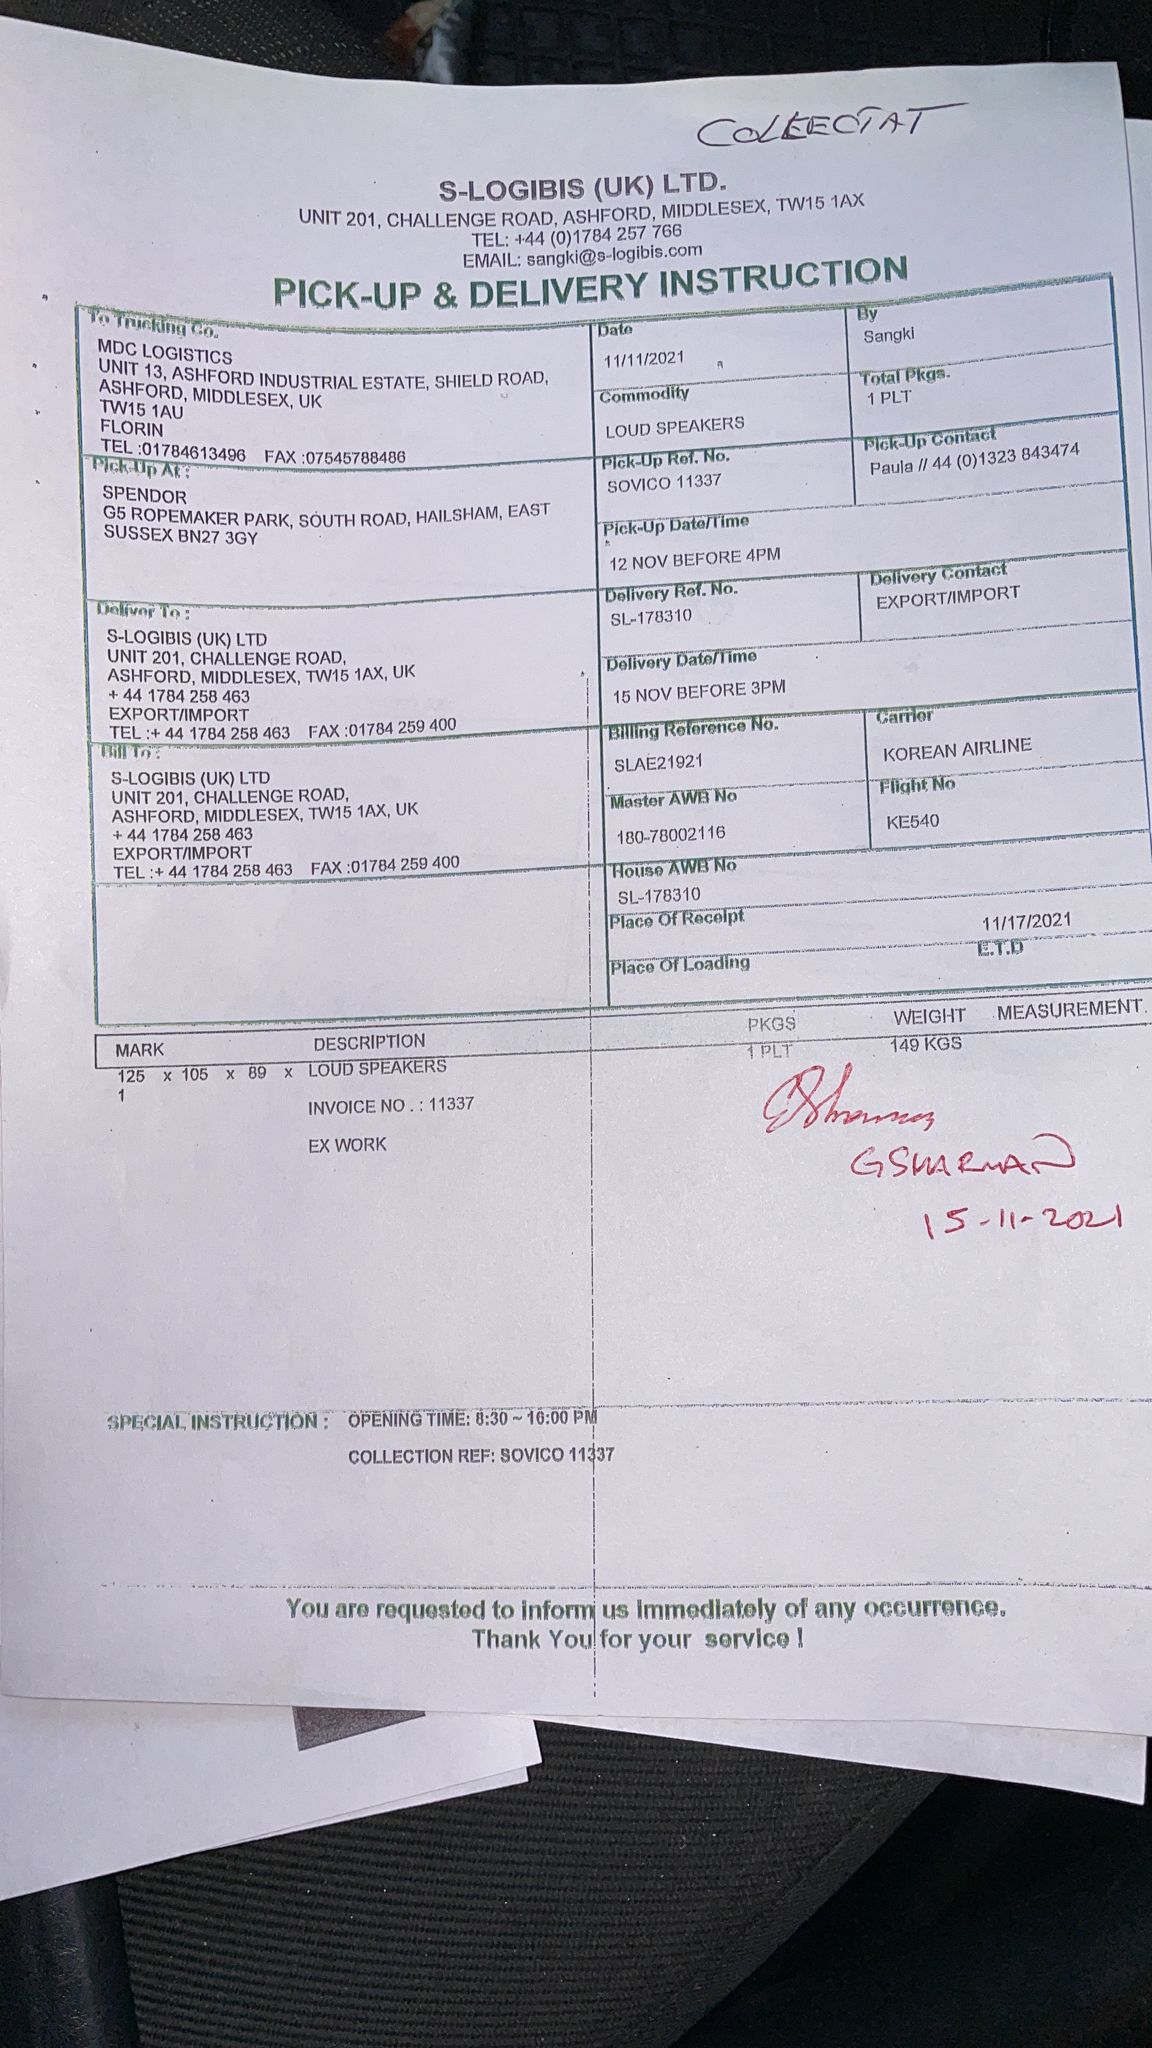 COLLECTAT
S-LOGIBIS (UK) LTD.
UNIT 201, CHALLENGE ROAD, ASHFORD, MIDDLESEX, TW15 1AX
TEL: +44 (0)1784 257 766
EMAIL: sangki@s-logibis.com
PICK-UP & DELIVERY INSTRUCTION
To Trucking Co.
MDC LOGISTICS
UNIT 13, ASHFORD INDUSTRIAL ESTATE, SHIELD ROAD,
ASHFORD, MIDDLESEX, UK
TW15 1AU
FLORIN
TEL :01784613496 FAX :07545788486
Date
11/11/2021
By
Sangki
Commodity
LOUD SPEAKERS
Total Pkgs.
1 PLT
Pick-Up At :
SPENDOR
G5 ROPEMAKER PARK, SOUTH ROAD, HAILSHAM, EAST
SUSSEX BN27 3GY
Pick-Up Ref. No.
SOVICO 11337
Pick-Up Contact
Paula // 44 (0)1323 843474
Pick-Up Date/Time
12 NOV BEFORE 4PM
Deliver To :
S-LOGIBIS (UK) LTD
UNIT 201, CHALLENGE ROAD,
ASHFORD, MIDDLESEX, TW15 1AX, UK
+ 44 1784 258 463
EXPORT/IMPORT
TEL :+ 44 1784 258 463 FAX :01784 259 400
Delivery Ref. No.
SL-178310
Delivery Contact
EXPORT/IMPORT
Delivery Date/Time
15 NOV BEFORE 3PM
Bill To :
S-LOGIBIS (UK) LTD
UNIT 201, CHALLENGE ROAD,
ASHFORD, MIDDLESEX, TW15 1AX, UK
+ 44 1784 258 463
EXPORT/IMPORT
TEL :+ 44 1784 258 463 FAX :01784 259 400
Billing Reference No.
SLAE21921
Carrier
KOREAN AIRLINE
Master AWB No
180-78002116
Flight No
KE540
House AWB No
SL-178310
Place Of Receipt
11/17/2021
E.T.D
Place Of Loading
MARK DESCRIPTION PKGS WEIGHT MEASUREMENT.
125 x 105 x 89 x LOUD SPEAKERS 1 PLT 149 KGS
1
INVOICE NO . : 11337
EX WORK
GSHARMAN
15-11-2021
SPECIAL INSTRUCTION : OPENING TIME: 8:30 ~ 16:00 PM
COLLECTION REF: SOVICO 11337
You are requested to inform us immediately of any occurrence.
Thank You for your service !